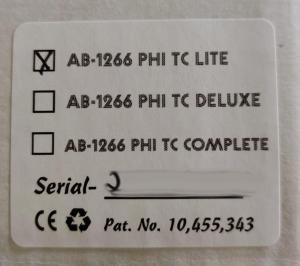 AB-1266 PHI TC LITE
AB-1266 PHI TC DELUXE
AB-1266 PHI TC COMPLETE
Serial-
CE Pat. No. 10,455,343